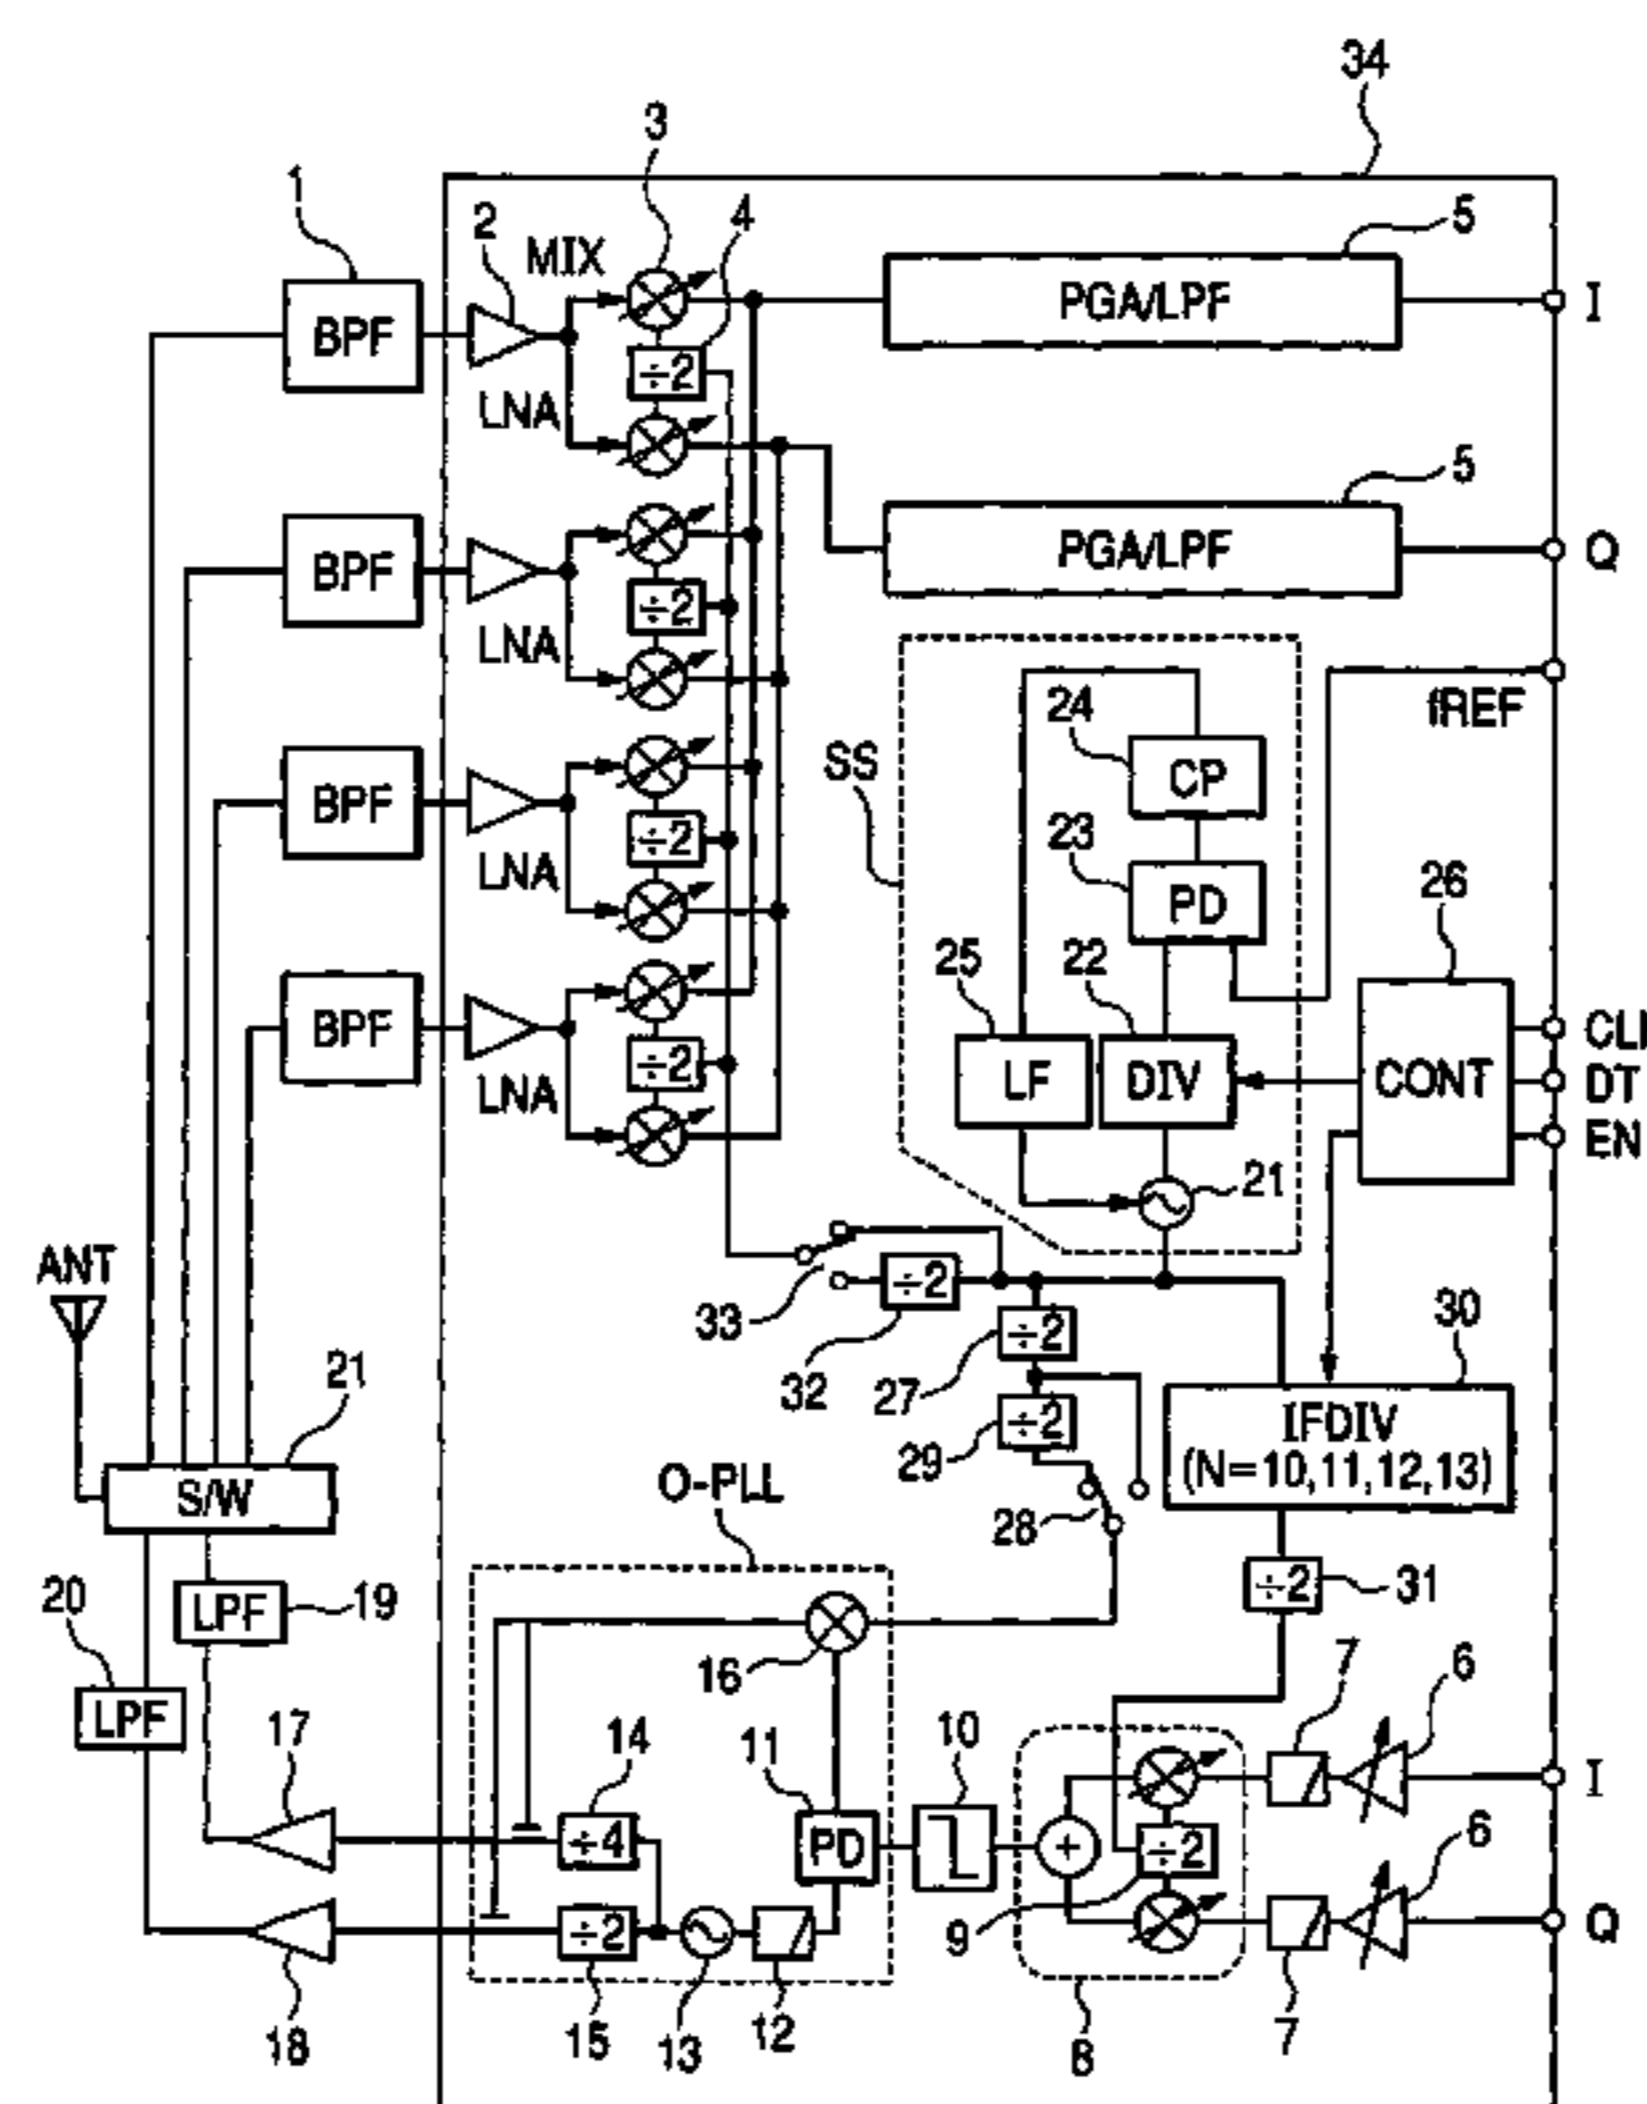 34
3
1
2
4
5
MIX
PGA/LPF
I
BPF
÷2
LNA
5
PGA/LPF
Q
BPF
÷2
LNA
fREF
24
SS
CP
BPF
÷2
23
LNA
PD
26
25
22
BPF
÷2
CONT
CL
LF
DIV
DT
LNA
EN
21
ANT
÷2
33
÷2
30
32
27
21
÷2
IFDIV
29
(N=10,11,12,13)
S/W
O-PLL
28
÷2
31
20
LPF
19
16
7
6
LPF
17
14
11
10
I
÷4
PD
+
÷2
6
÷2
9
Q
18
15
13
12
8
7